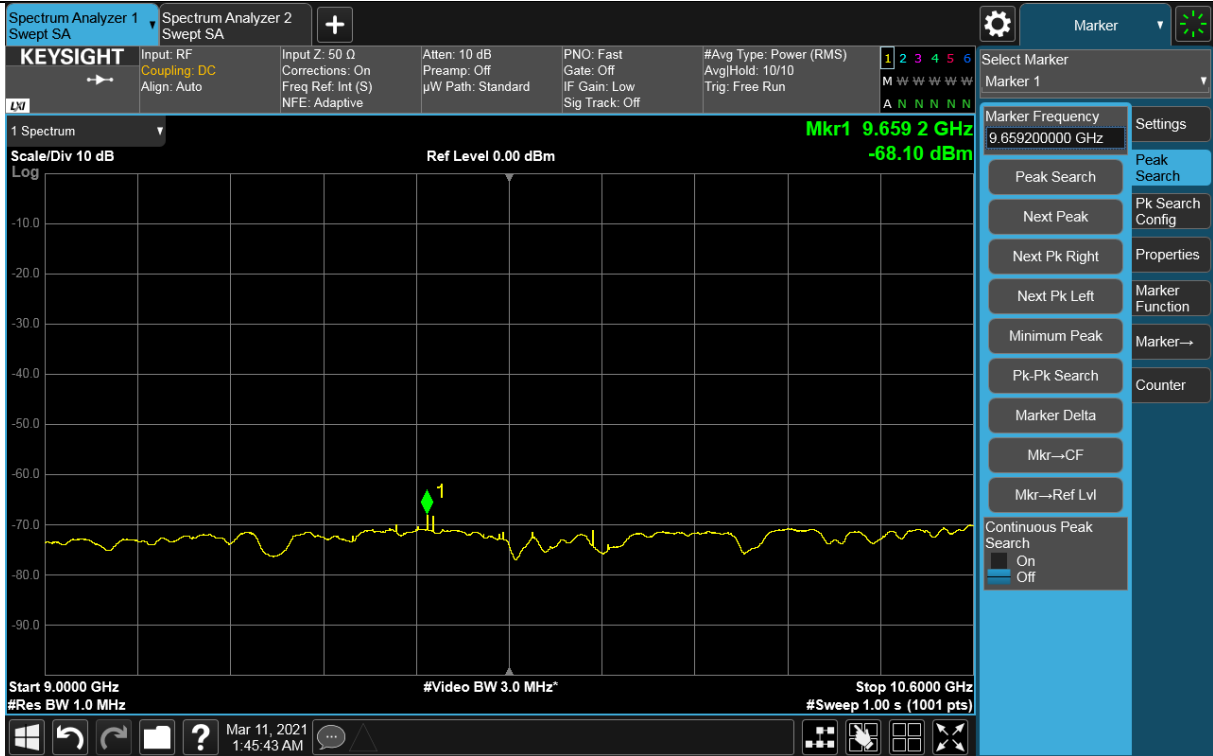 Spectrum Analyzer 1
Swept SA
Spectrum Analyzer 2
Swept SA
Marker
KEYSIGHT
LXI
Input: RF
Coupling: DC
Align: Auto
Input Z: 50 Ω
Corrections: On
Freq Ref: Int (S)
NFE: Adaptive
Atten: 10 dB
Preamp: Off
µW Path: Standard
PNO: Fast
Gate: Off
IF Gain: Low
Sig Track: Off
#Avg Type: Power (RMS)
Avg|Hold: 10/10
Trig: Free Run
1 2 3 4 5 6
M W W W W W
A N N N N N
Select Marker
Marker 1
1 Spectrum
Scale/Div 10 dB
Log
Ref Level 0.00 dBm
Mkr1 9.659 2 GHz
-68.10 dBm
-10.0
-20.0
-30.0
-40.0
-50.0
-60.0
-70.0
-80.0
-90.0
1
Start 9.0000 GHz
#Res BW 1.0 MHz
#Video BW 3.0 MHz*
Stop 10.6000 GHz
#Sweep 1.00 s (1001 pts)
Marker Frequency
9.659200000 GHz
Peak Search
Next Peak
Next Pk Right
Next Pk Left
Minimum Peak
Pk-Pk Search
Marker Delta
Mkr→CF
Mkr→Ref Lvl
Continuous Peak
Search
On
Off
Settings
Peak
Search
Pk Search
Config
Properties
Marker
Function
Marker→
Counter
?
Mar 11, 2021
1:45:43 AM